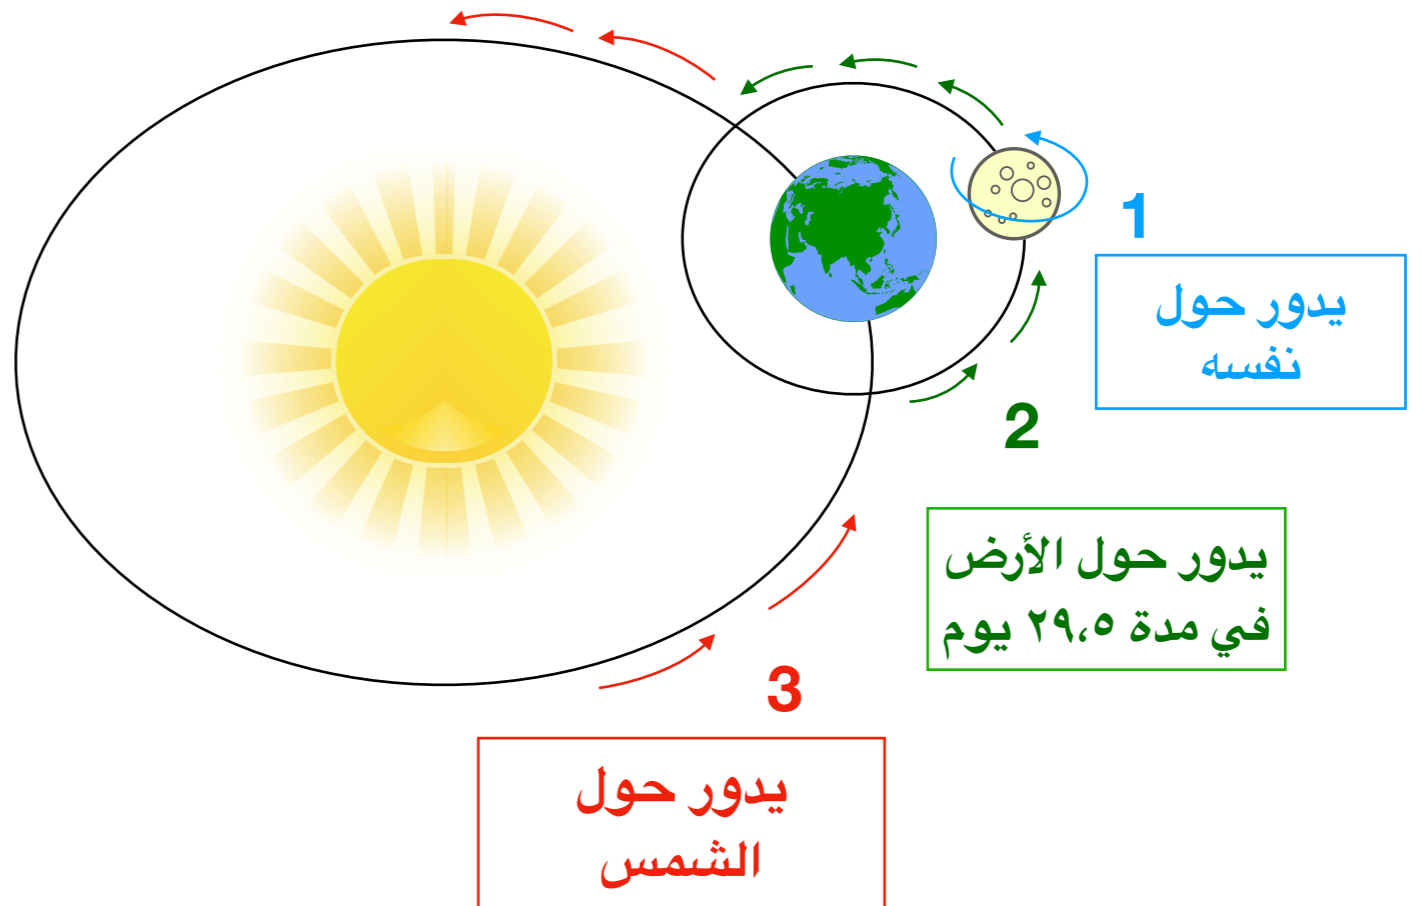 1
يدور حول
نفسه
2
يدور حول الأرض
في مدة ٢٩،٥ يوم
3
يدور حول
الشمس